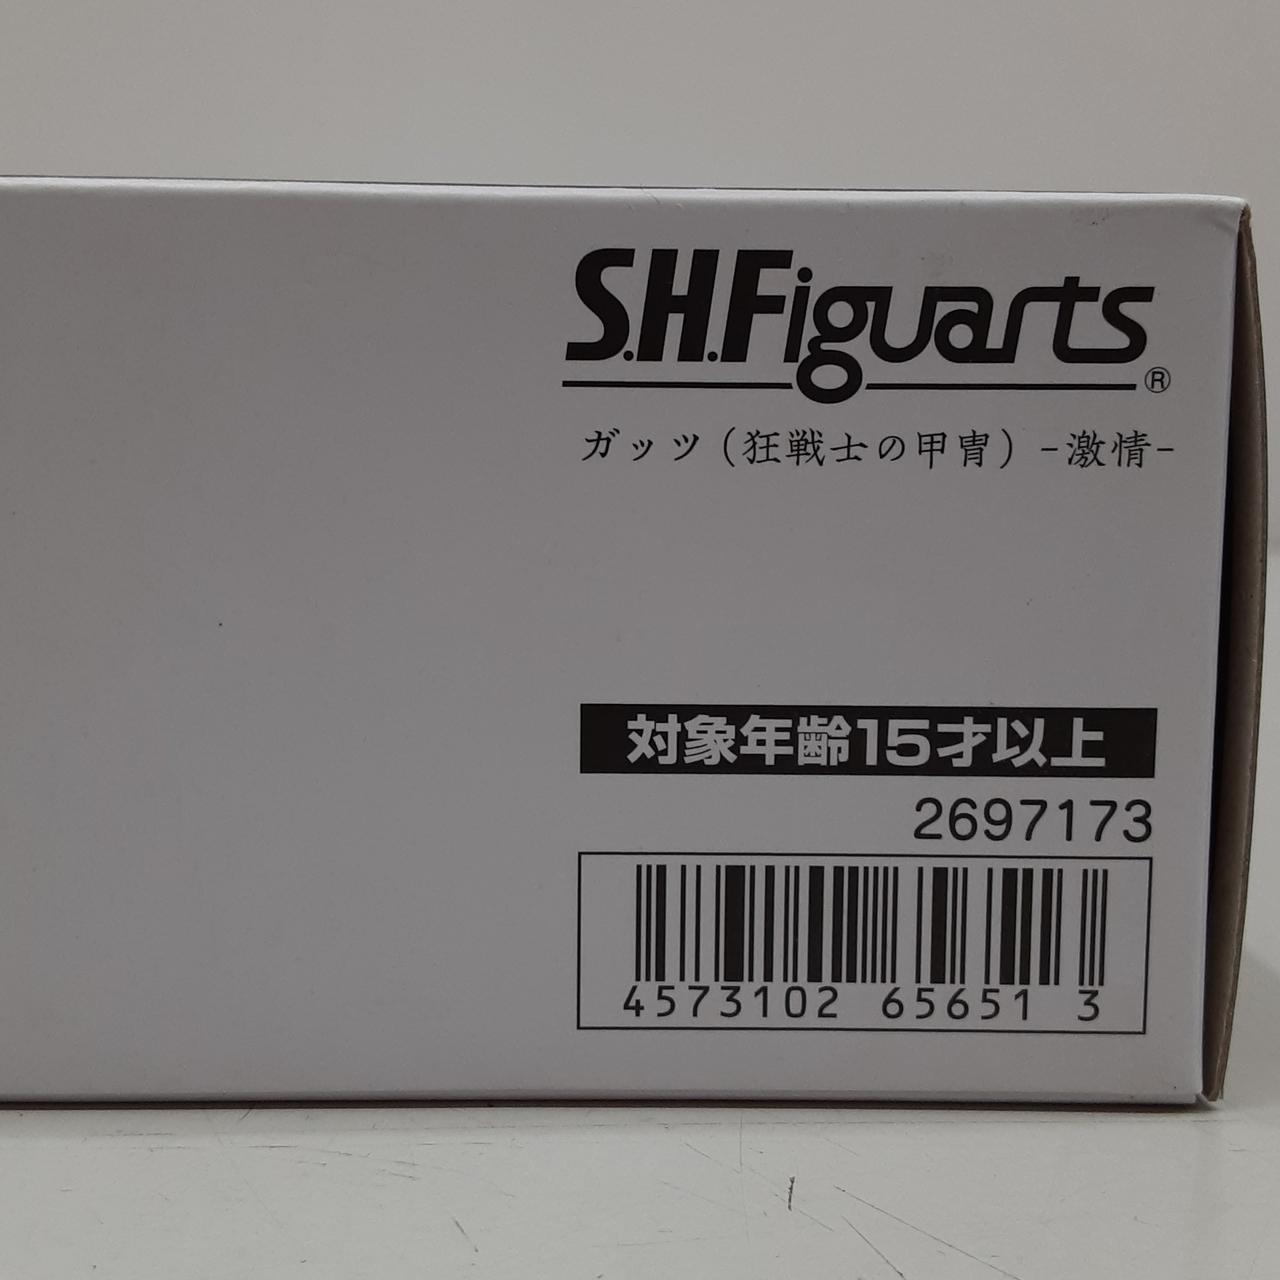 S.H.Figuarts®
ガッツ（狂戦士の甲冑）-激情-
対象年齢15才以上
2697173
4573102 65651 3